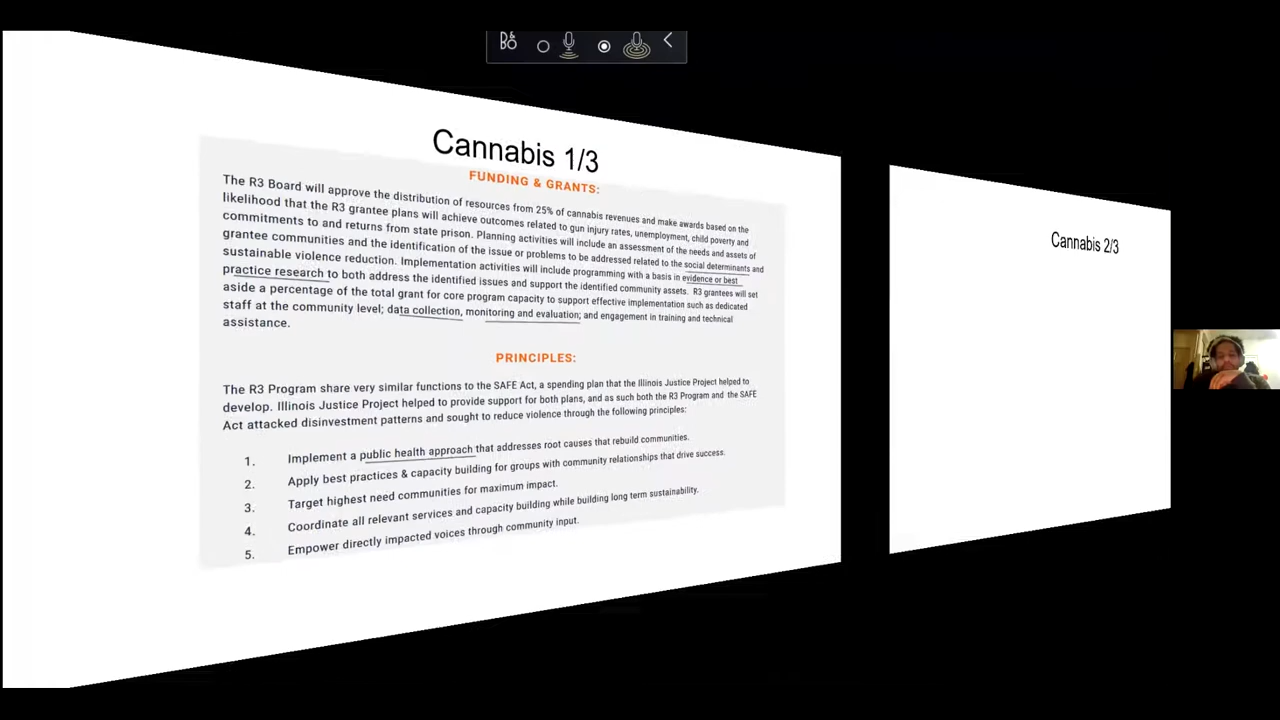 B&O
Cannabis 1/3
FUNDING & GRANTS:
The R3 Board will approve the distribution of resources from 25% of cannabis revenues and make awards based on the
likelihood that the R3 grantee plans will achieve outcomes related to gun injury rates, unemployment, child poverty and
commitments to and returns from state prison. Planning activities will include an assessment of the needs and assets of
grantee communities and the identification of the issue or problems to be addressed related to the social determinants and
sustainable violence reduction. Implementation activities will include programming with a basis in evidence or best
practice research to both address the identified issues and support the identified community assets. R3 grantees will set
aside a percentage of the total grant for core program capacity to support effective implementation such as dedicated
staff at the community level; data collection, monitoring and evaluation; and engagement in training and technical
assistance.
PRINCIPLES:
The R3 Program share very similar functions to the SAFE Act, a spending plan that the Illinois Justice Project helped to
develop. Illinois Justice Project helped to provide support for both plans, and as such both the R3 Program and the SAFE
Act attacked disinvestment patterns and sought to reduce violence through the following principles:
1. Implement a public health approach that addresses root causes that rebuild communities.
2. Apply best practices & capacity building for groups with community relationships that drive success.
3. Target highest need communities for maximum impact.
4. Coordinate all relevant services and capacity building while building long term sustainability.
5. Empower directly impacted voices through community input.
Cannabis 2/3